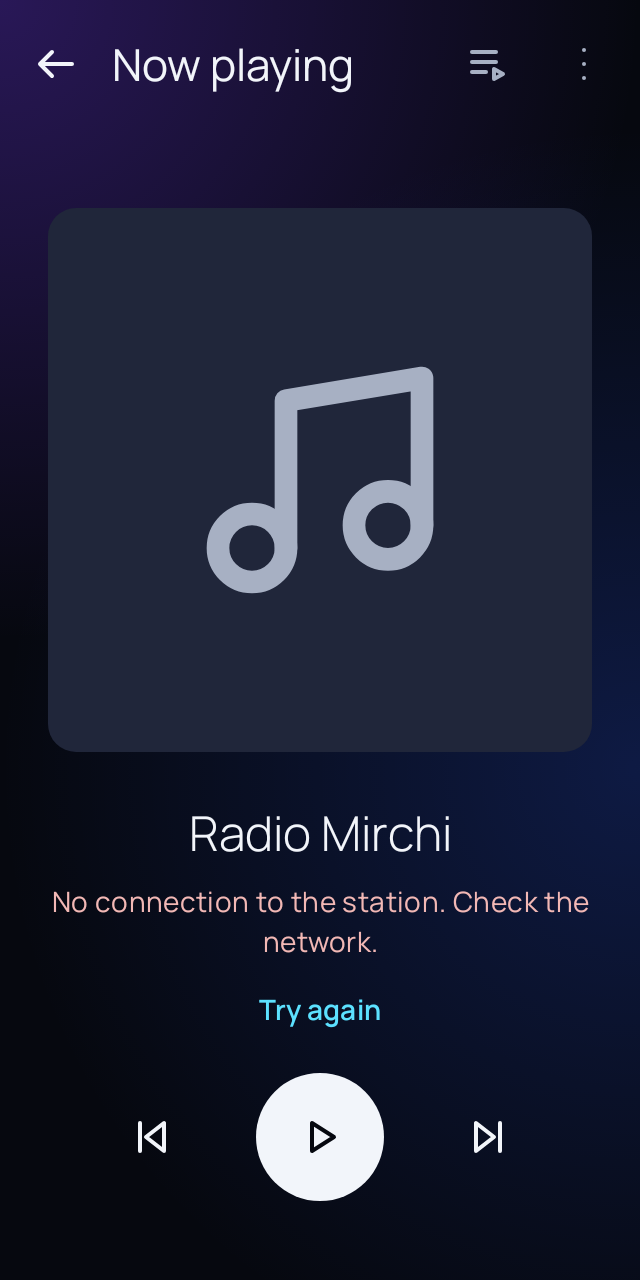 Now playing
Radio Mirchi
No connection to the station. Check the
network.
Try again